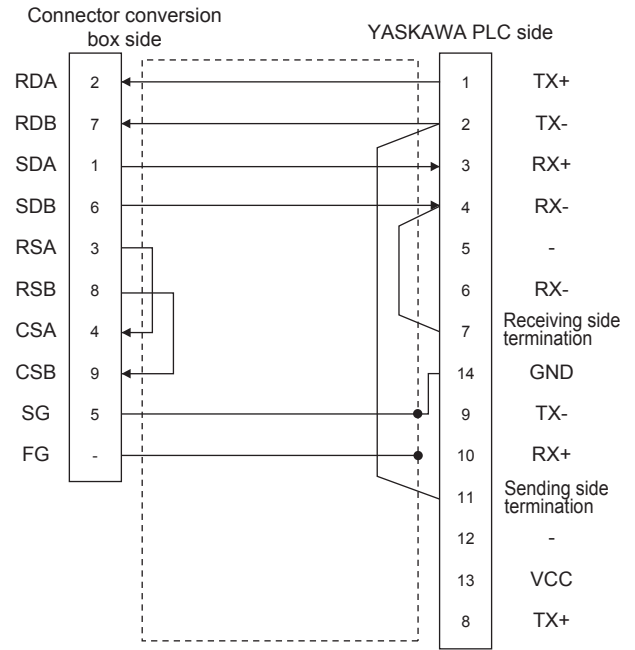 Connector conversion
box side
YASKAWA PLC side
RDA 2 1 TX+
RDB 7 2 TX-
SDA 1 3 RX+
SDB 6 4 RX-
RSA 3 5 -
RSB 8 6 RX-
CSA 4 7 Receiving side
termination
CSB 9 14 GND
SG 5 9 TX-
FG - 10 RX+
11 Sending side
termination
12 -
13 VCC
8 TX+